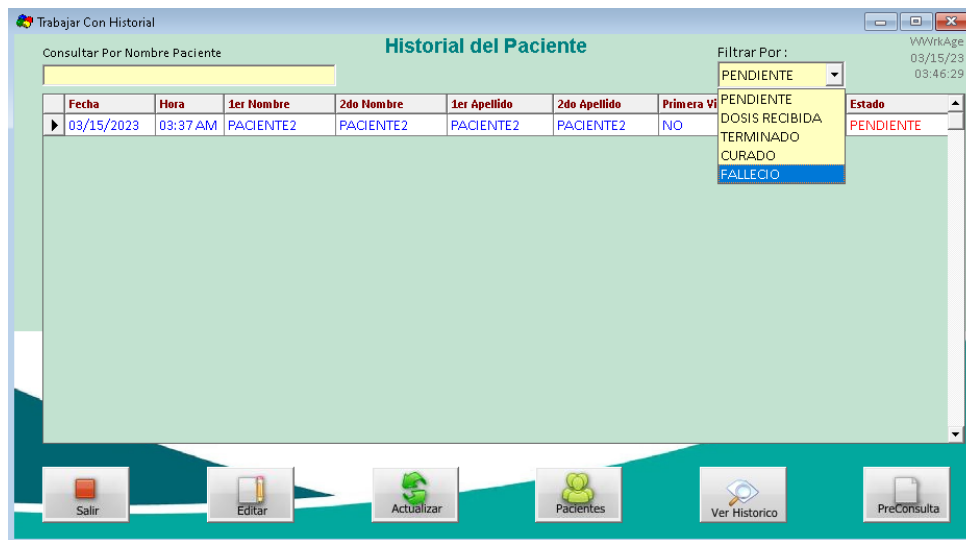 Trabajar Con Historial
Historial del Paciente
WWrkAge
03/15/23
03:46:29
Consultar Por Nombre Paciente
Filtrar Por :
PENDIENTE
PENDIENTE
DOSIS RECIBIDA
TERMINADO
CURADO
FALLECIO
Fecha Hora 1er Nombre 2do Nombre 1er Apellido 2do Apellido Primera Vi Estado
03/15/2023 03:37 AM PACIENTE2 PACIENTE2 PACIENTE2 PACIENTE2 NO PENDIENTE
Salir
Editar
Actualizar
Pacientes
Ver Historico
PreConsulta